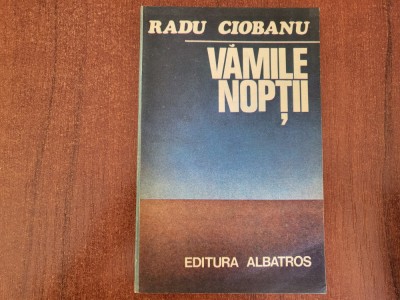 RADU CIOBANU
VĂMILE
NOPȚII
EDITURA ALBATROS